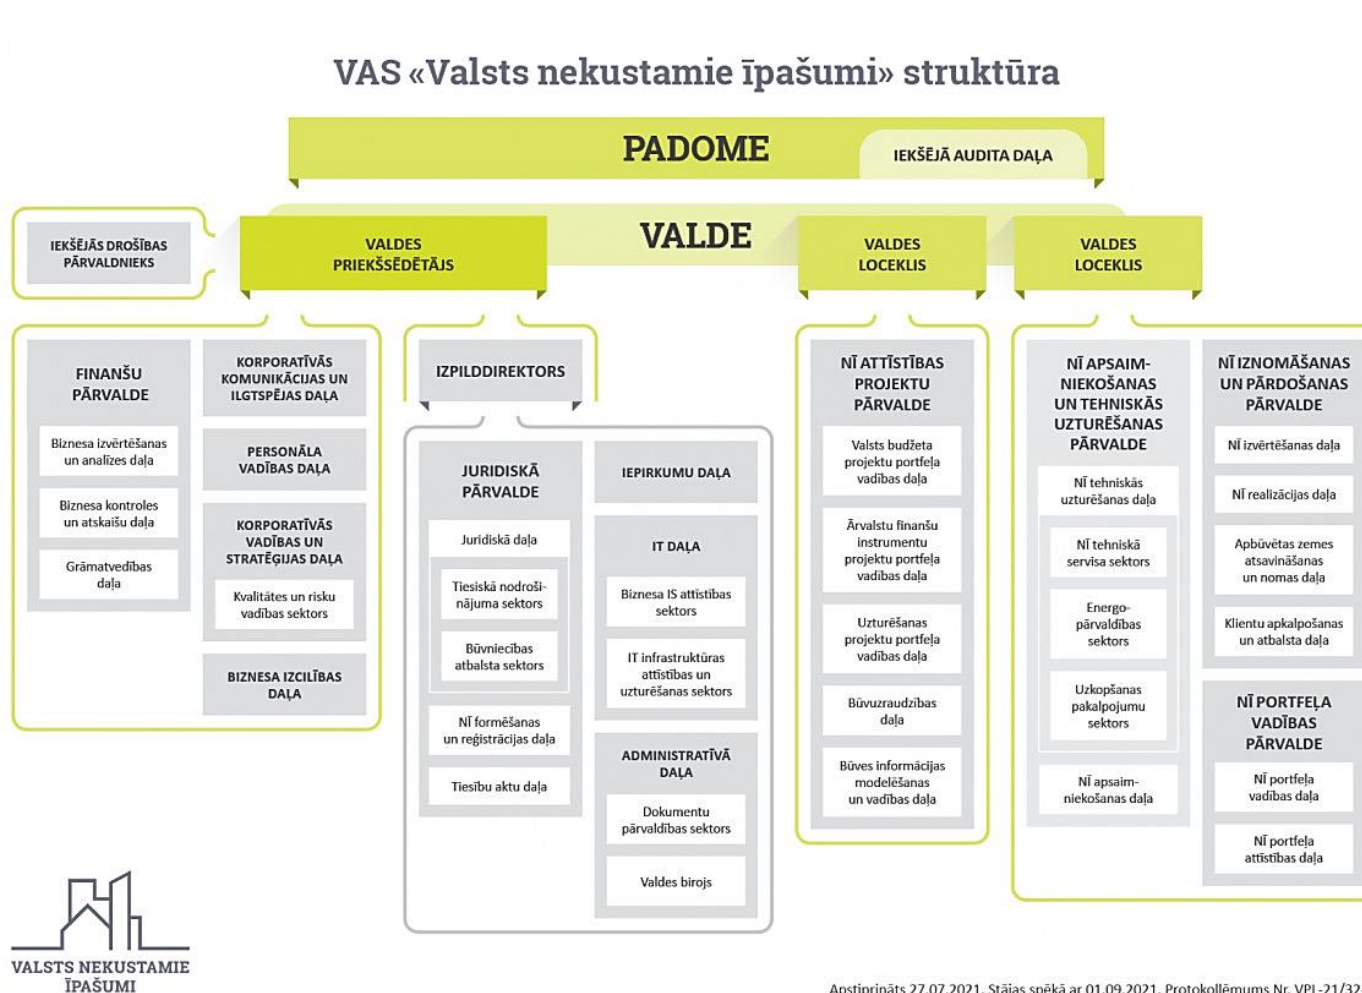 VAS «Valsts nekustamie īpašumi» struktūra
PADOME
IEKŠĒJĀ AUDITA DAĻA
VALDE
IEKŠĒJĀS DROŠĪBAS
PĀRVALDNIEKS
VALDES
PRIEKŠSĒDĒTĀJS
VALDES
LOCEKLIS
VALDES
LOCEKLIS
FINANŠU
PĀRVALDE
Biznesa izvērtēšanas
un analīzes daļa
Biznesa kontroles
un atskaišu daļa
Grāmatvedības
daļa
KORPORATĪVĀS
KOMUNIKĀCIJAS UN
ILGTSPĒJAS DAĻA
PERSONĀLA
VADĪBAS DAĻA
KORPORATĪVĀS
VADĪBAS UN
STRATĒĢIJAS DAĻA
Kvalitātes un risku
vadības sektors
BIZNESA IZCILĪBAS
DAĻA
IZPILDDIREKTORS
JURIDISKĀ
PĀRVALDE
Juridiskā daļa
Tiesiskā nodroši-
nājuma sektors
Būvniecības
atbalsta sektors
NĪ formēšanas
un reģistrācijas daļa
Tiesību aktu daļa
IEPIRKUMU DAĻA
IT DAĻA
Biznesa IS attīstības
sektors
IT infrastruktūras
attīstības un
uzturēšanas sektors
ADMINISTRATĪVĀ
DAĻA
Dokumentu
pārvaldības sektors
Valdes birojs
NĪ ATTĪSTĪBAS
PROJEKTU
PĀRVALDE
Valsts budžeta
projektu portfeļa
vadības daļa
Ārvalstu finanšu
instrumentu
projektu portfeļa
vadības daļa
Uzturēšanas
projektu portfeļa
vadības daļa
Būvuzraudzības
daļa
Būves informācijas
modelēšanas
un vadības daļa
NĪ APSAIM-
NIEKOŠANAS
UN TEHNISKĀS
UZTURĒŠANAS
PĀRVALDE
NĪ tehniskās
uzturēšanas daļa
NĪ tehniskā
servisa sektors
Energo-
pārvaldības
sektors
Uzkopšanas
pakalpojumu
sektors
NĪ apsaim-
niekošanas daļa
NĪ IZNOMĀŠANAS
UN PĀRDOŠANAS
PĀRVALDE
NĪ izvērtēšanas daļa
NĪ realizācijas daļa
Apbūvētas zemes
atsavināšanas
un nomas daļa
Klientu apkalpošanas
un atbalsta daļa
NĪ PORTFEĻA
VADĪBAS
PĀRVALDE
NĪ portfeļa
vadības daļa
NĪ portfeļa
attīstības daļa
VALSTS NEKUSTAMIE
ĪPAŠUMI
Apstiprināts 27.07.2021. Stājas spēkā ar 01.09.2021. Protokollēmums Nr. VPL-21/324